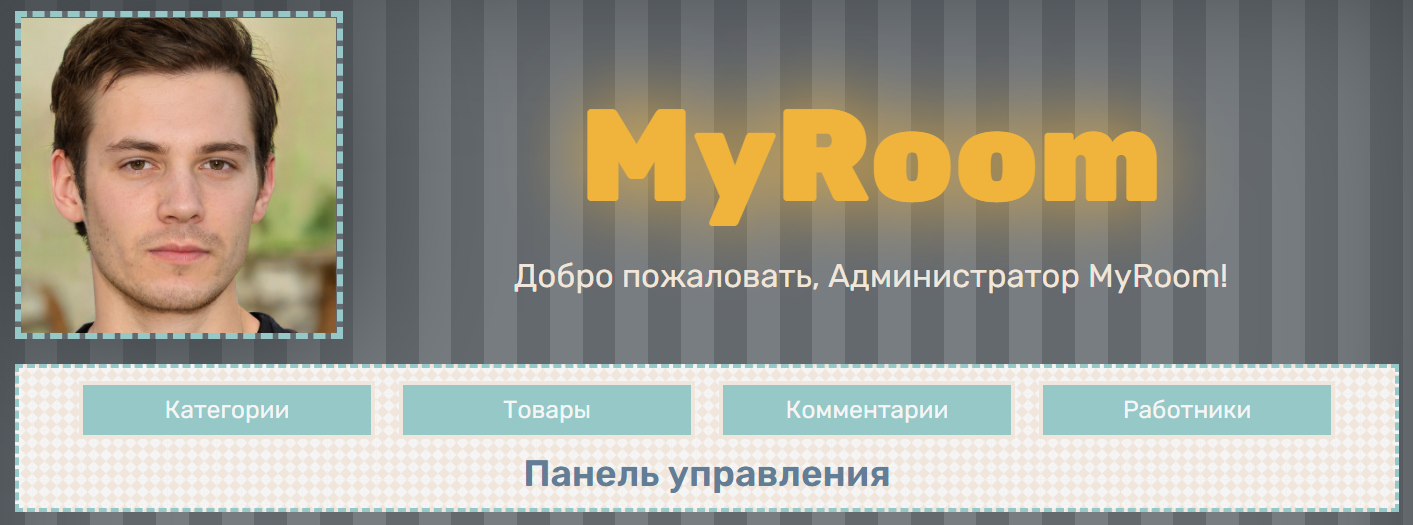 MyRoom
Добро пожаловать, Администратор MyRoom!
Категории Товары Комментарии Работники
Панель управления